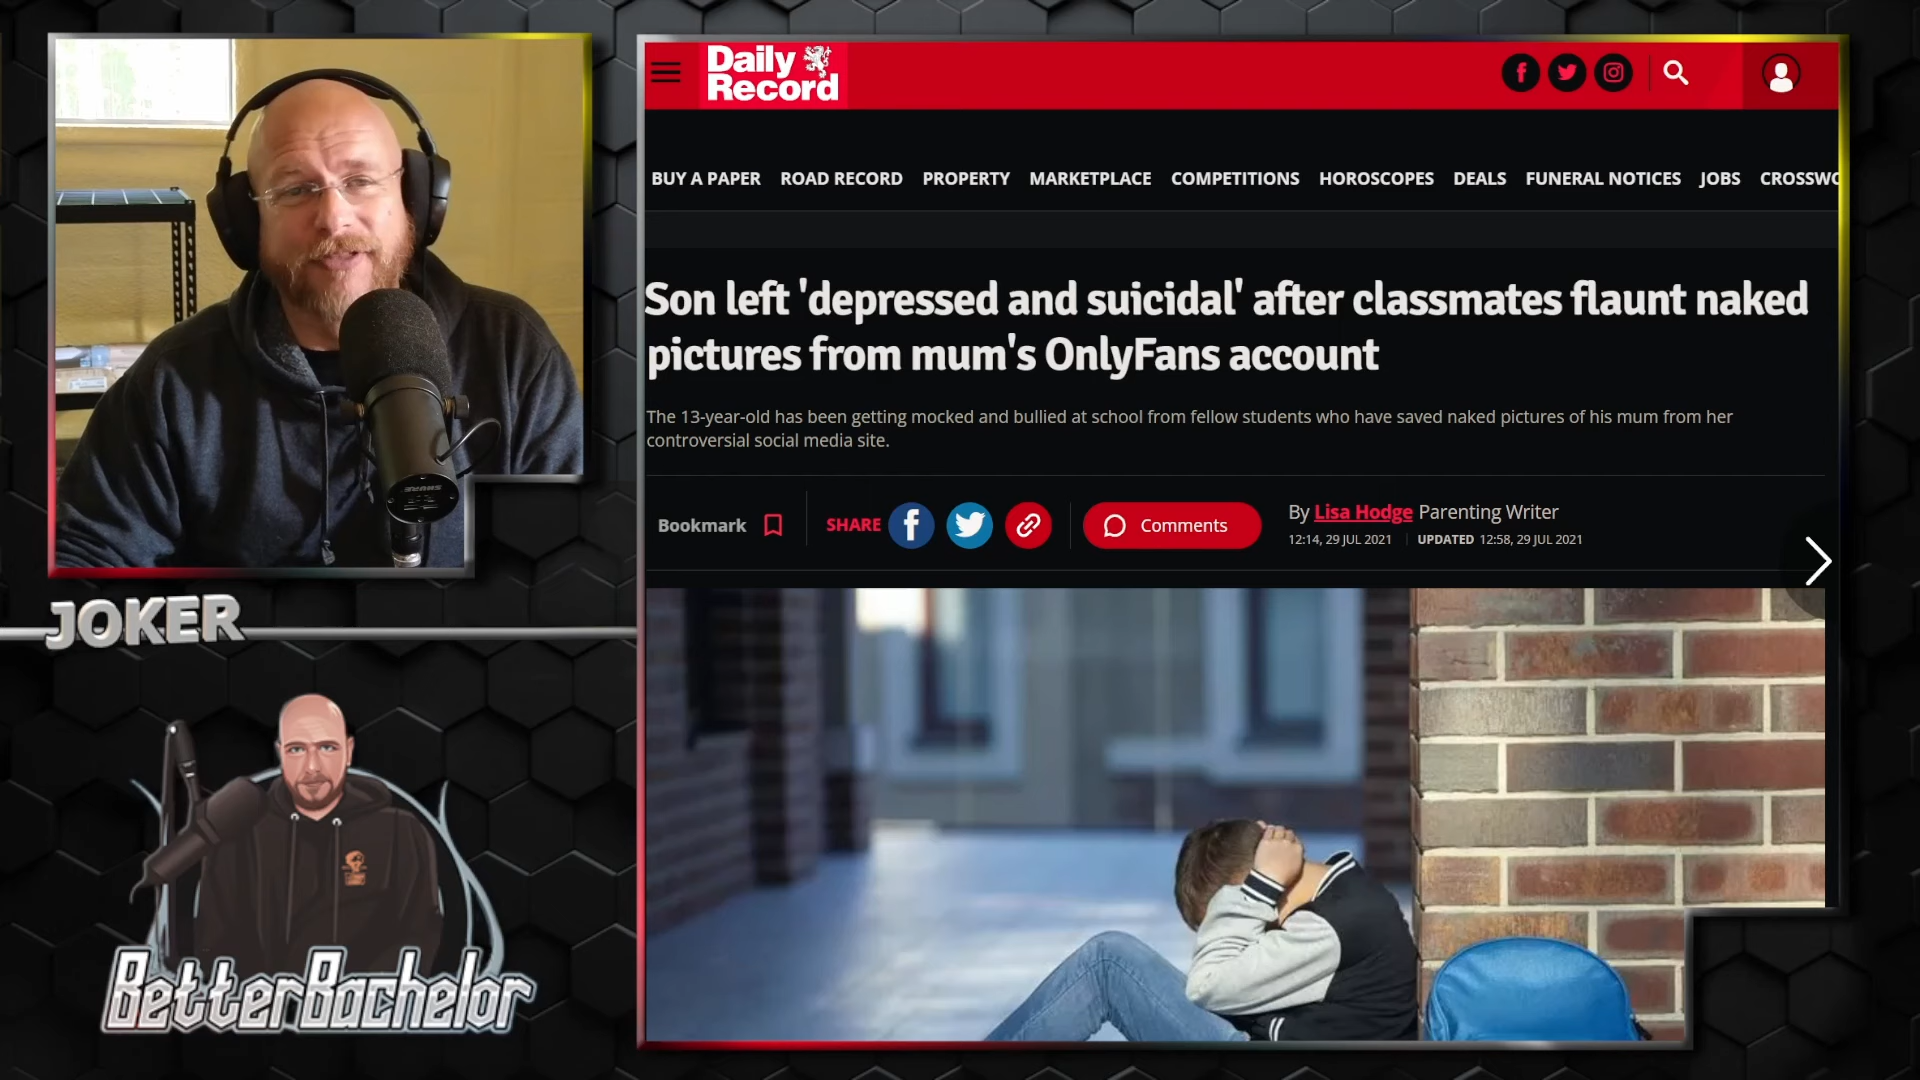 Daily
Record
BUY A PAPER ROAD RECORD PROPERTY MARKETPLACE COMPETITIONS HOROSCOPES DEALS FUNERAL NOTICES JOBS CROSSWO
Son left 'depressed and suicidal' after classmates flaunt naked
pictures from mum's OnlyFans account
The 13-year-old has been getting mocked and bullied at school from fellow students who have saved naked pictures of his mum from her
controversial social media site.
Bookmark SHARE Comments By Lisa Hodge Parenting Writer
12:14, 29 JUL 2021 UPDATED 12:58, 29 JUL 2021
SHURE
JOKER
BetterBachelor